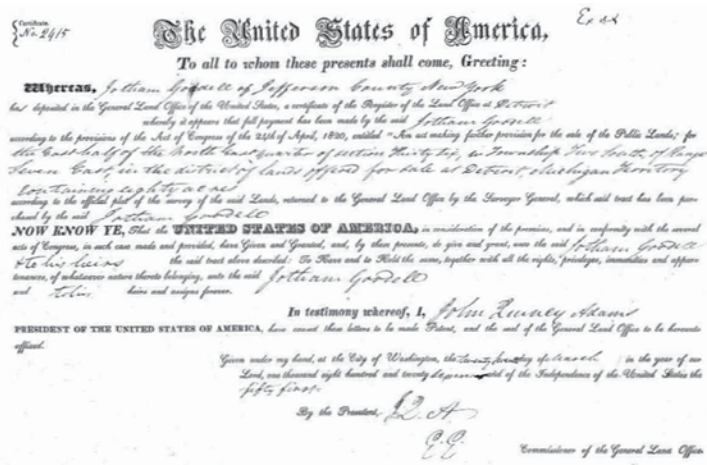 Certificate.
No. 2415
Ex 22
The United States of America,
To all to whom these presents shall come, Greeting:
Whereas, Jotham Goodell of Jefferson County New York
has deposited in the General Land Office of the United States, a certificate of the Register of the Land Office at Detroit
whereby it appears that full payment has been made by the said Jotham Goodell
according to the provisions of the Act of Congress of the 24th of April, 1820, entitled "An act making further provision for the sale of the Public Lands; for
the East half of the North East quarter of section Thirty six, in Township Two South, of Range
Seven East, in the district of lands offered for sale at Detroit, Michigan Territory
containing eighty acres
according to the official plat of the survey of the said Lands, returned to the General Land Office by the Surveyor General, which said tract has been pur-
chased by the said Jotham Goodell
NOW KNOW YE, That the UNITED STATES OF AMERICA, in consideration of the premises, and in conformity with the several
acts of Congress, in such case made and provided, have Given and Granted, and, by these presents, do give and grant, unto the said Jotham Goodell
& to his heirs the said tract above described: To Have and to Hold the same, together with all the rights, privileges, immunities and appur-
tenances, of whatsoever nature thereto belonging, unto the said Jotham Goodell
and to his heirs and assigns forever.
In testimony whereof, I, John Quincy Adams
PRESIDENT OF THE UNITED STATES OF AMERICA, have caused these letters to be made Patent, and the seal of the General Land Office to be hereunto
affixed.
Given under my hand, at the City of Washington, the day of March in the year of our
Lord, one thousand eight hundred and twenty seven and of the Independence of the United States the
fifty first.
By the President, J. Q. A
Commissioner of the General Land Office.